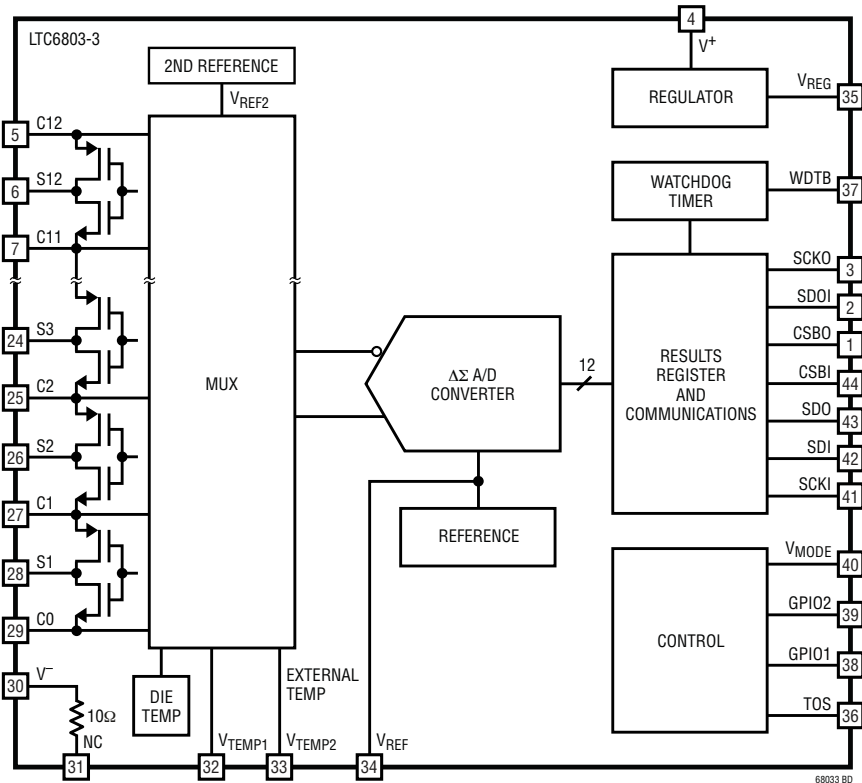 LTC6803-3
4
V+
2ND REFERENCE
VREF2
REGULATOR
VREG
35
5
C12
6
S12
7
C11
WATCHDOG
TIMER
WDTB
37
SCKO
3
SDOI
2
CSBO
1
CSBI
44
SDO
43
SDI
42
SCKI
41
24
S3
25
C2
26
S2
27
C1
28
S1
29
C0
MUX
ΔΣ A/D
CONVERTER
12
RESULTS
REGISTER
AND
COMMUNICATIONS
REFERENCE
VMODE
40
GPIO2
39
CONTROL
GPIO1
38
TOS
36
30
V–
10Ω
NC
31
DIE
TEMP
EXTERNAL
TEMP
VTEMP1
32
VTEMP2
33
VREF
34
68033 BD